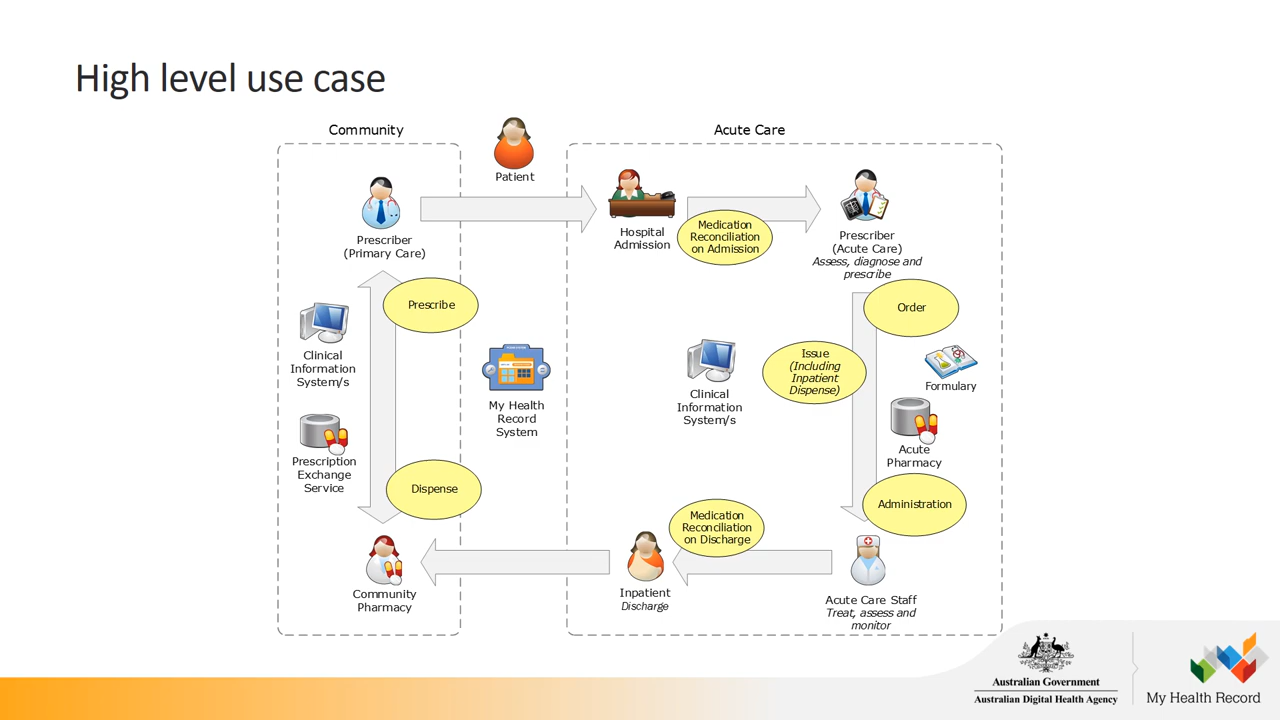 High level use case
Community
Acute Care
Patient
Prescriber
(Primary Care)
Hospital
Admission
Medication
Reconciliation
on Admission
Prescriber
(Acute Care)
Assess, diagnose and
prescribe
Prescribe
Order
Clinical
Information
System/s
My Health
Record
System
Clinical
Information
System/s
Issue
(Including
Inpatient
Dispense)
Formulary
Prescription
Exchange
Service
Acute
Pharmacy
Dispense
Administration
Medication
Reconciliation
on Discharge
Community
Pharmacy
Inpatient
Discharge
Acute Care Staff
Treat, assess and
monitor
Australian Government
Australian Digital Health Agency
My Health Record